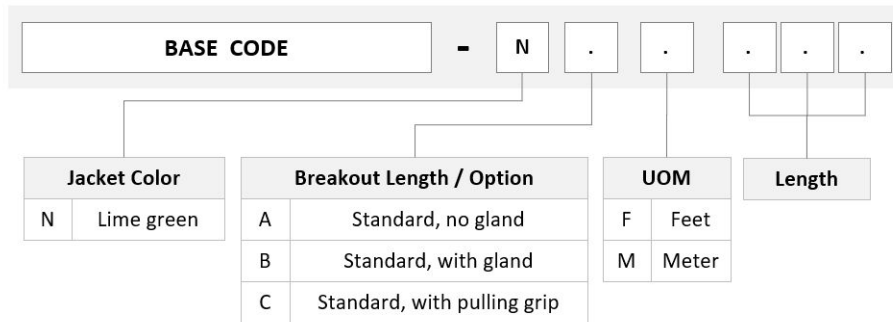 BASE CODE - N . . . . .
Jacket Color
N Lime green
Breakout Length / Option
A Standard, no gland
B Standard, with gland
C Standard, with pulling grip
UOM
F Feet
M Meter
Length